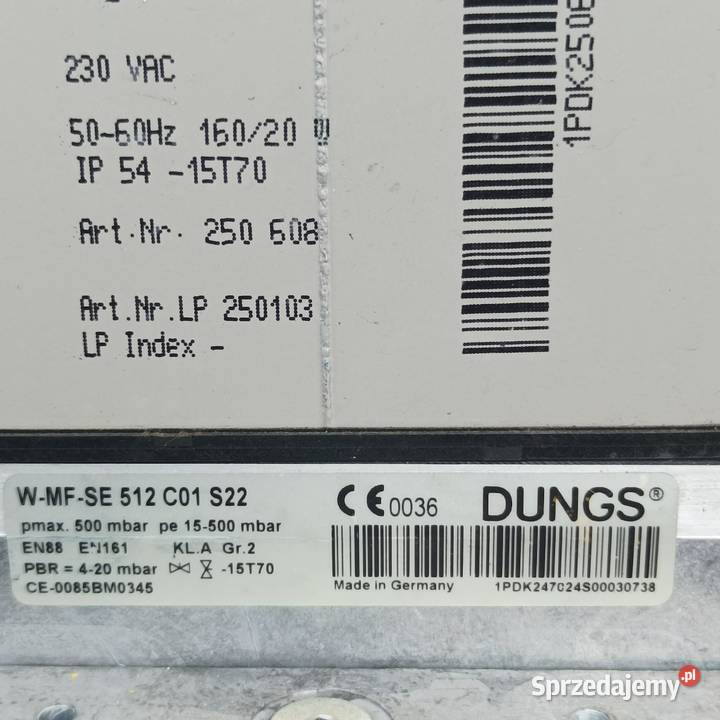 230 VAC
50-60Hz 160/20 W
IP 54 -15T70
Art.Nr. 250 608
Art.Nr.LP 250103
LP Index -
1PDK2506
W-MF-SE 512 C01 S22
pmax. 500 mbar pe 15-500 mbar
EN88 EN161 KL.A Gr.2
PBR = 4-20 mbar -15T70
CE-0085BM0345
CE 0036
DUNGS®
Made in Germany
1PDK247024S00030738
Sprzedajemy.pl